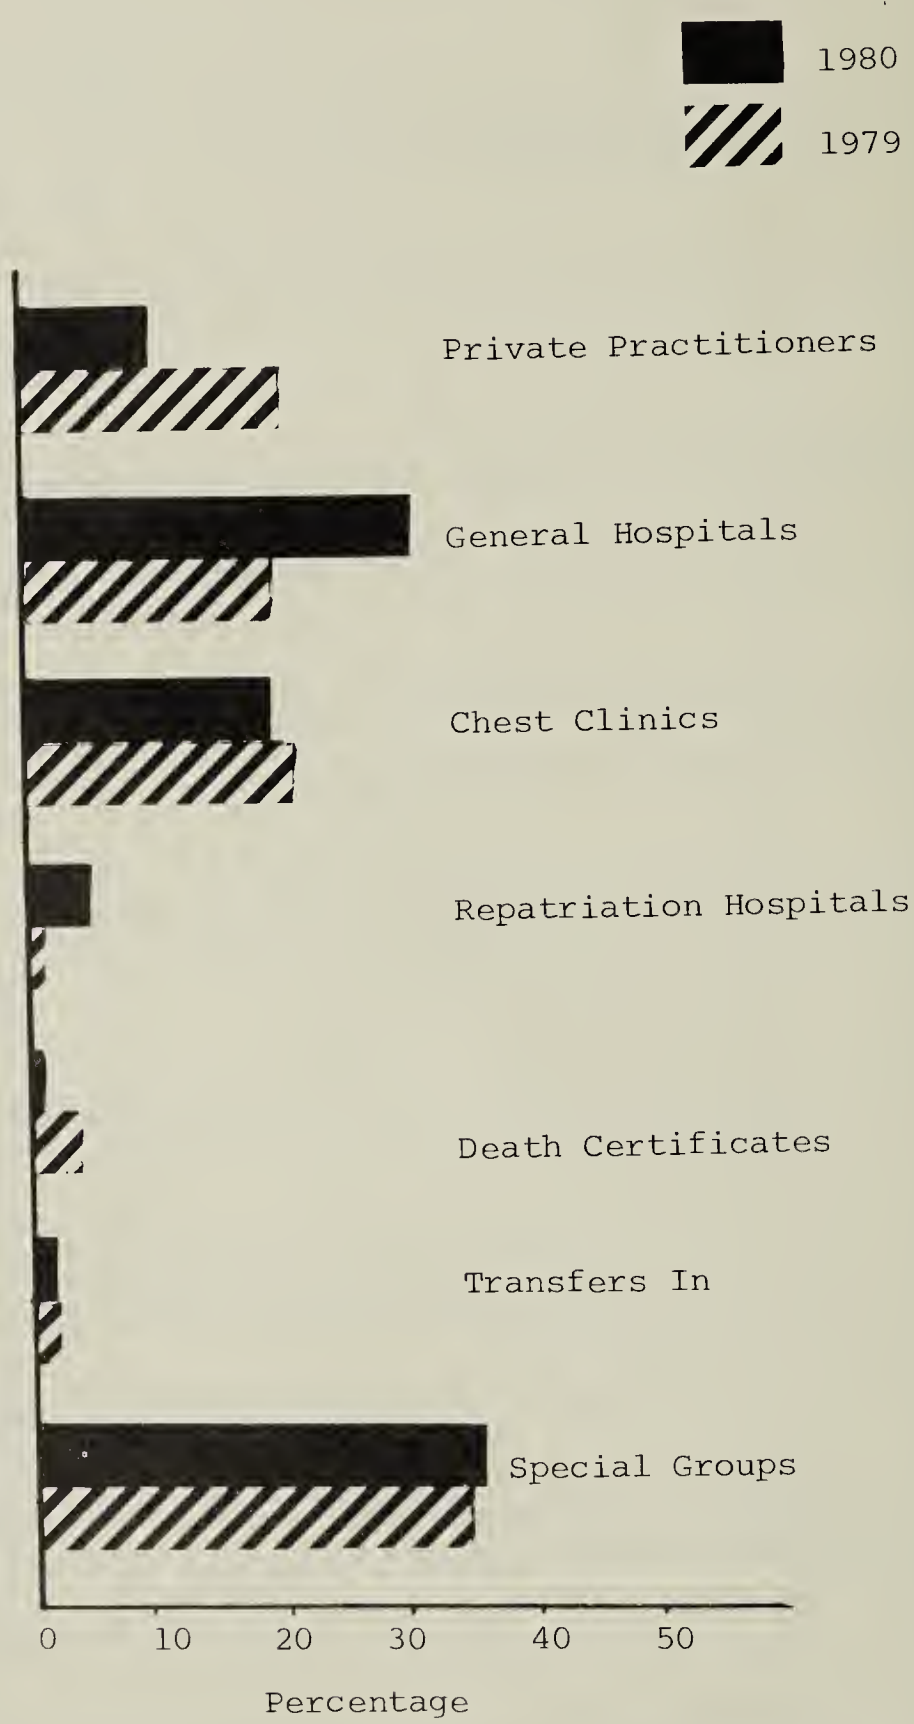 1980
1979
Private Practitioners
General Hospitals
Chest Clinics
Repatriation Hospitals
Death Certificates
Transfers In
Special Groups
0 10 20 30 40 50
Percentage